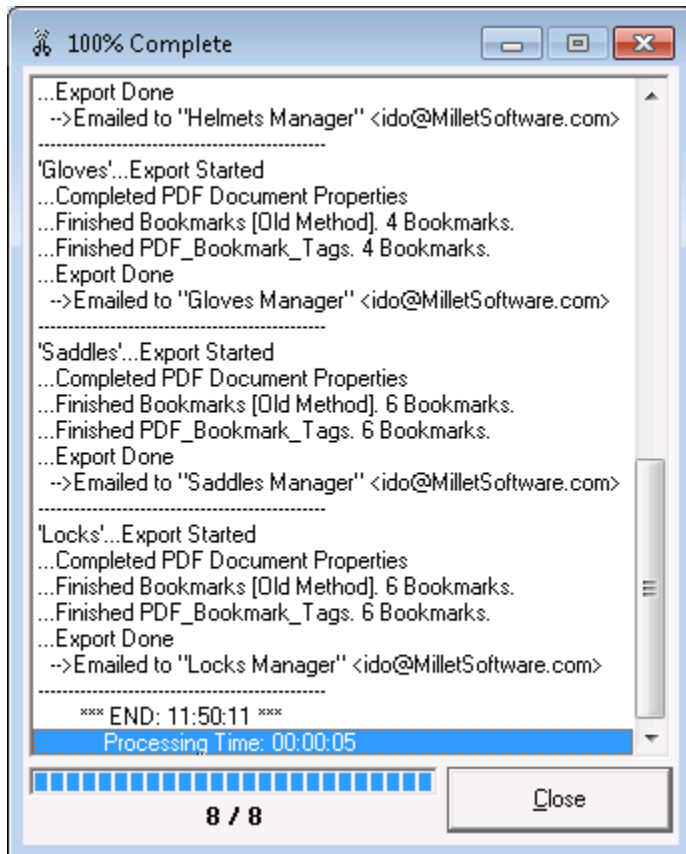 100% Complete
...Export Done
-->Emailed to "Helmets Manager" <ido@MilletSoftware.com>
------------------------------------------------
'Gloves'...Export Started
...Completed PDF Document Properties
...Finished Bookmarks [Old Method]. 4 Bookmarks.
...Finished PDF_Bookmark_Tags. 4 Bookmarks.
...Export Done
-->Emailed to "Gloves Manager" <ido@MilletSoftware.com>
------------------------------------------------
'Saddles'...Export Started
...Completed PDF Document Properties
...Finished Bookmarks [Old Method]. 6 Bookmarks.
...Finished PDF_Bookmark_Tags. 6 Bookmarks.
...Export Done
-->Emailed to "Saddles Manager" <ido@MilletSoftware.com>
------------------------------------------------
'Locks'...Export Started
...Completed PDF Document Properties
...Finished Bookmarks [Old Method]. 6 Bookmarks.
...Finished PDF_Bookmark_Tags. 6 Bookmarks.
...Export Done
-->Emailed to "Locks Manager" <ido@MilletSoftware.com>
------------------------------------------------
*** END: 11:50:11 ***
Processing Time: 00:00:05
8 / 8
Close